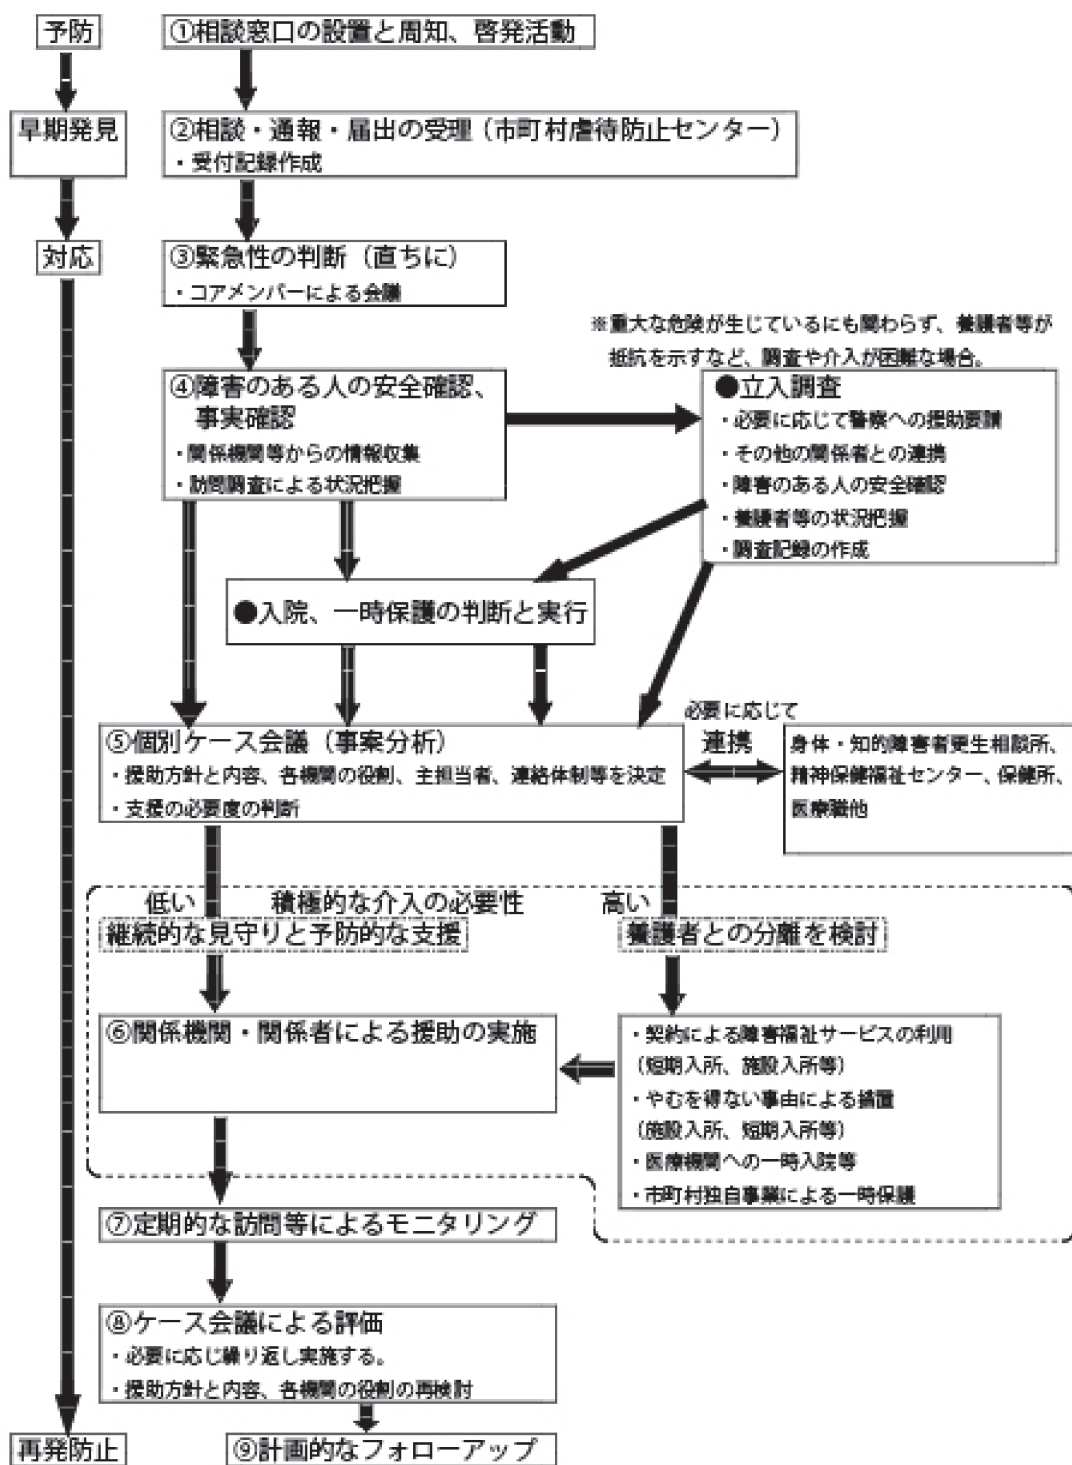 予防
①相談窓口の設置と周知、啓発活動
早期発見
②相談・通報・届出の受理（市町村虐待防止センター）
・受付記録作成
対応
③緊急性の判断（直ちに）
・コアメンバーによる会議
※重大な危険が生じているにも関わらず、養護者等が
抵抗を示すなど、調査や介入が困難な場合。
④障害のある人の安全確認、
事実確認
・関係機関等からの情報収集
・訪問調査による状況把握
●立入調査
・必要に応じて警察への援助要請
・その他の関係者との連携
・障害のある人の安全確認
・養護者等の状況把握
・調査記録の作成
●入院、一時保護の判断と実行
⑤個別ケース会議（事案分析）
・援助方針と内容、各機関の役割、主担当者、連絡体制等を決定
・支援の必要度の判断
必要に応じて
連携
身体・知的障害者更生相談所、
精神保健福祉センター、保健所、
医療職他
低い　積極的な介入の必要性　高い
継続的な見守りと予防的な支援
養護者との分離を検討
⑥関係機関・関係者による援助の実施
・契約による障害福祉サービスの利用
（短期入所、施設入所等）
・やむを得ない事由による措置
（施設入所、短期入所等）
・医療機関への一時入院等
・市町村独自事業による一時保護
⑦定期的な訪問等によるモニタリング
⑧ケース会議による評価
・必要に応じ繰り返し実施する。
・援助方針と内容、各機関の役割の再検討
再発防止
⑨計画的なフォローアップ